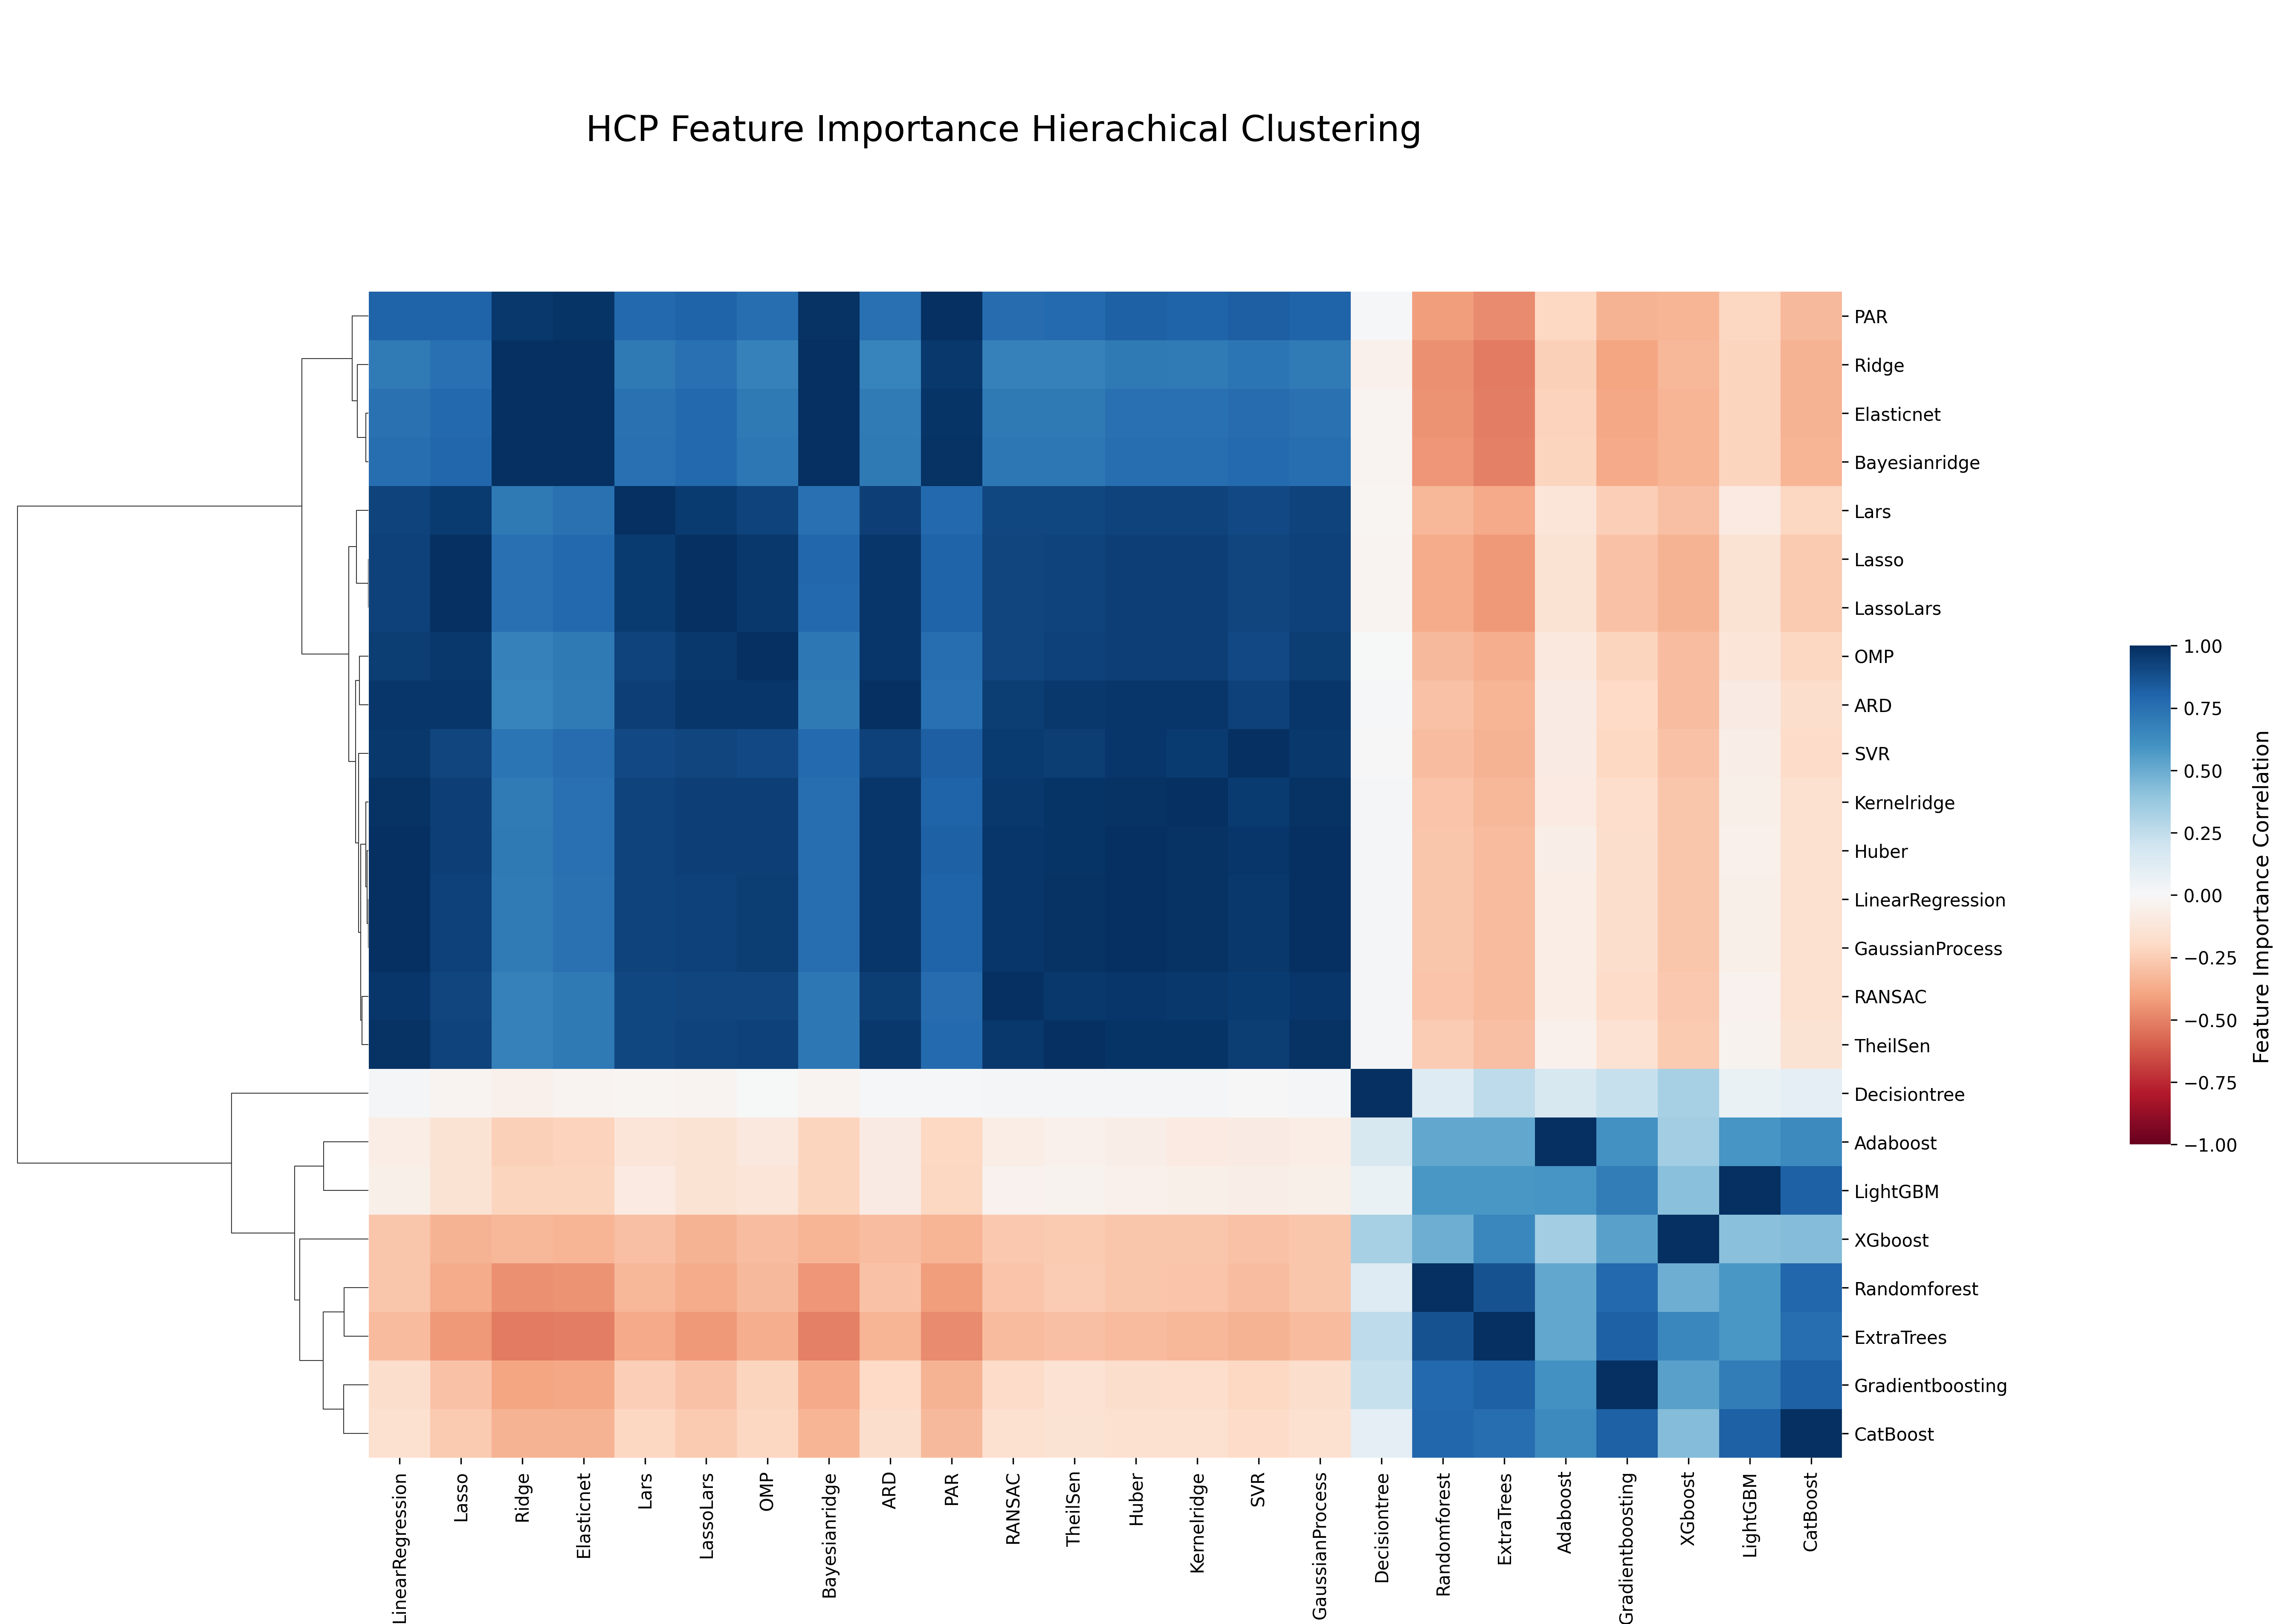 HCP Feature Importance Hierachical Clustering
PAR
Ridge
Elasticnet
Bayesianridge
Lars
Lasso
LassoLars
OMP
ARD
SVR
Kernelridge
Huber
LinearRegression
GaussianProcess
RANSAC
TheilSen
Decisiontree
Adaboost
LightGBM
XGboost
Randomforest
ExtraTrees
Gradientboosting
CatBoost
1.00
0.75
0.50
0.25
0.00
−0.25
−0.50
−0.75
−1.00
Feature Importance Correlation
LinearRegression
Lasso
Ridge
Elasticnet
Lars
LassoLars
OMP
Bayesianridge
ARD
PAR
RANSAC
TheilSen
Huber
Kernelridge
SVR
GaussianProcess
Decisiontree
Randomforest
ExtraTrees
Adaboost
Gradientboosting
XGboost
LightGBM
CatBoost